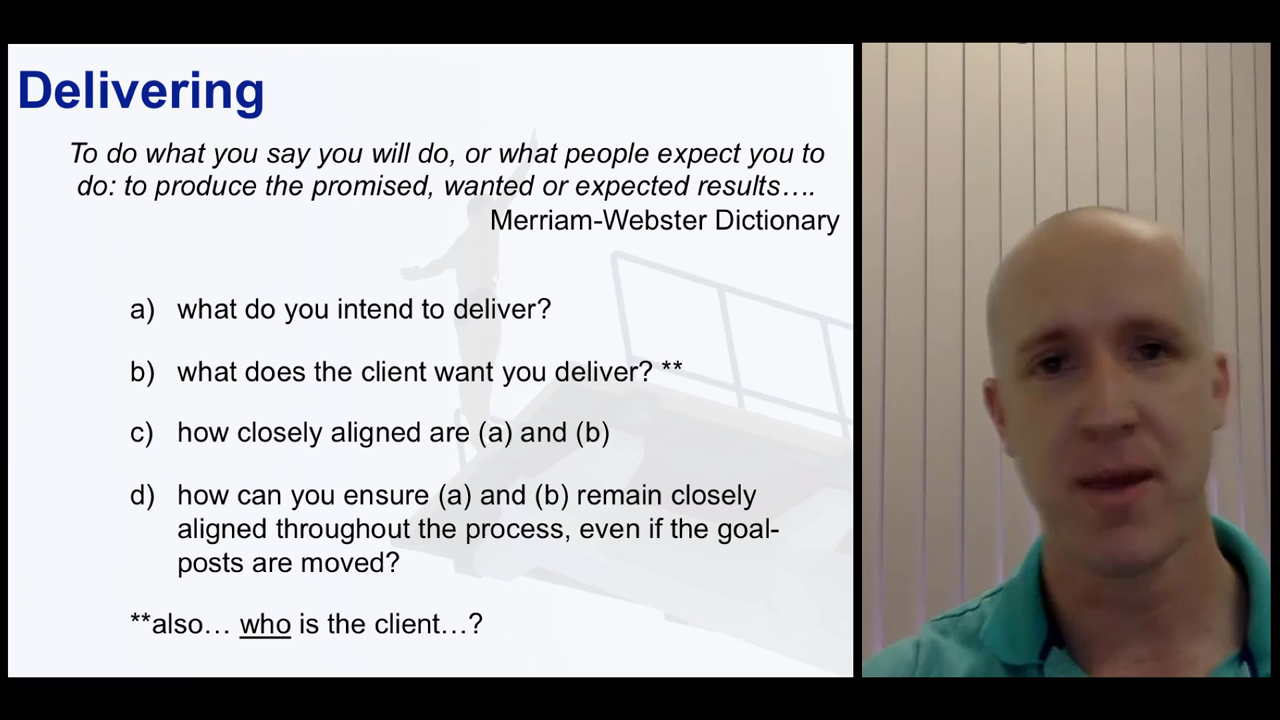 Delivering
To do what you say you will do, or what people expect you to
do: to produce the promised, wanted or expected results….
Merriam-Webster Dictionary
a) what do you intend to deliver?
b) what does the client want you deliver? **
c) how closely aligned are (a) and (b)
d) how can you ensure (a) and (b) remain closely
aligned throughout the process, even if the goal-
posts are moved?
**also… who is the client…?